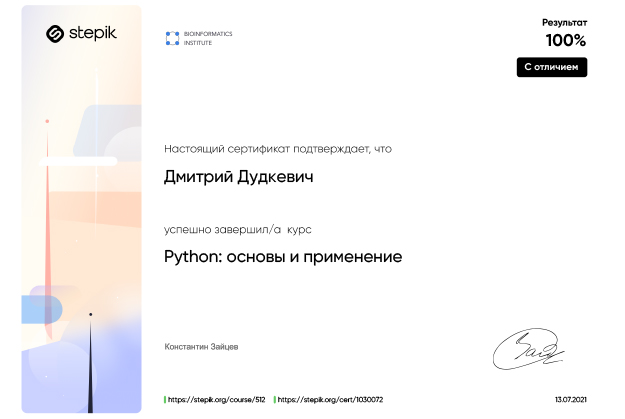 stepik
BIOINFORMATICS
INSTITUTE
Результат
100%
С отличием
Настоящий сертификат подтверждает, что
Дмитрий Дудкевич
успешно завершил/а курс
Python: основы и применение
Константин Зайцев
https://stepik.org/course/512
https://stepik.org/cert/1030072
13.07.2021